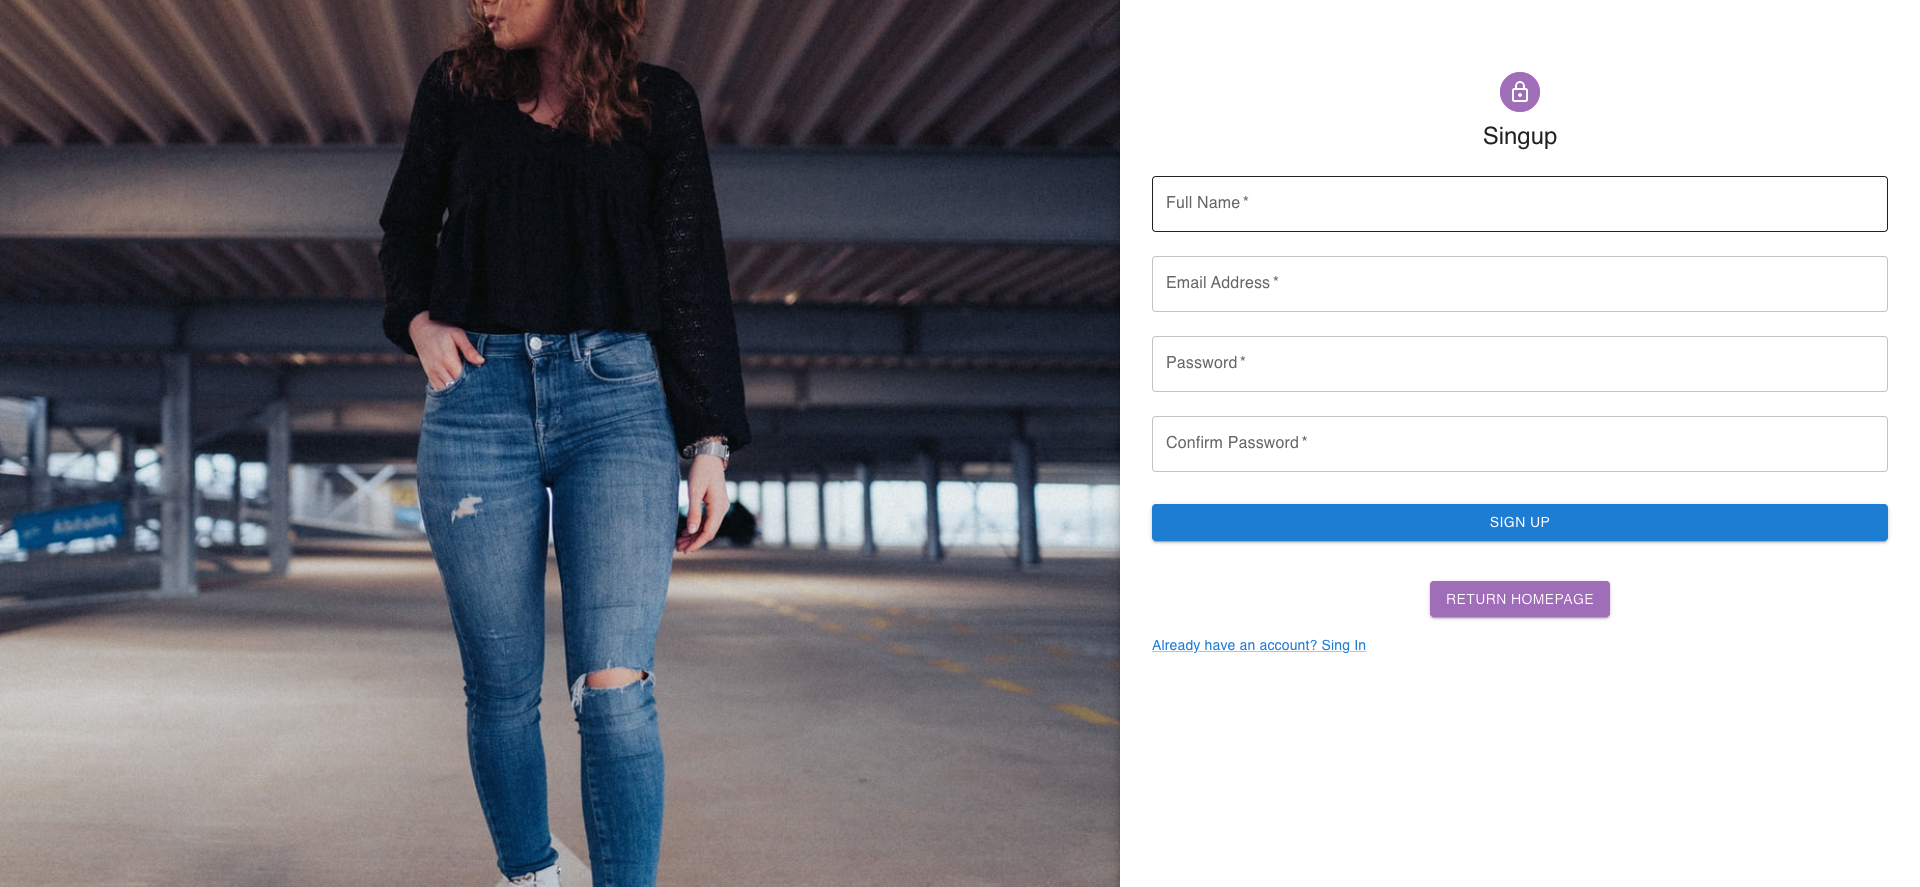 Singup
Full Name *
Email Address *
Password *
Confirm Password *
SIGN UP
RETURN HOMEPAGE
Already have an account? Sing In